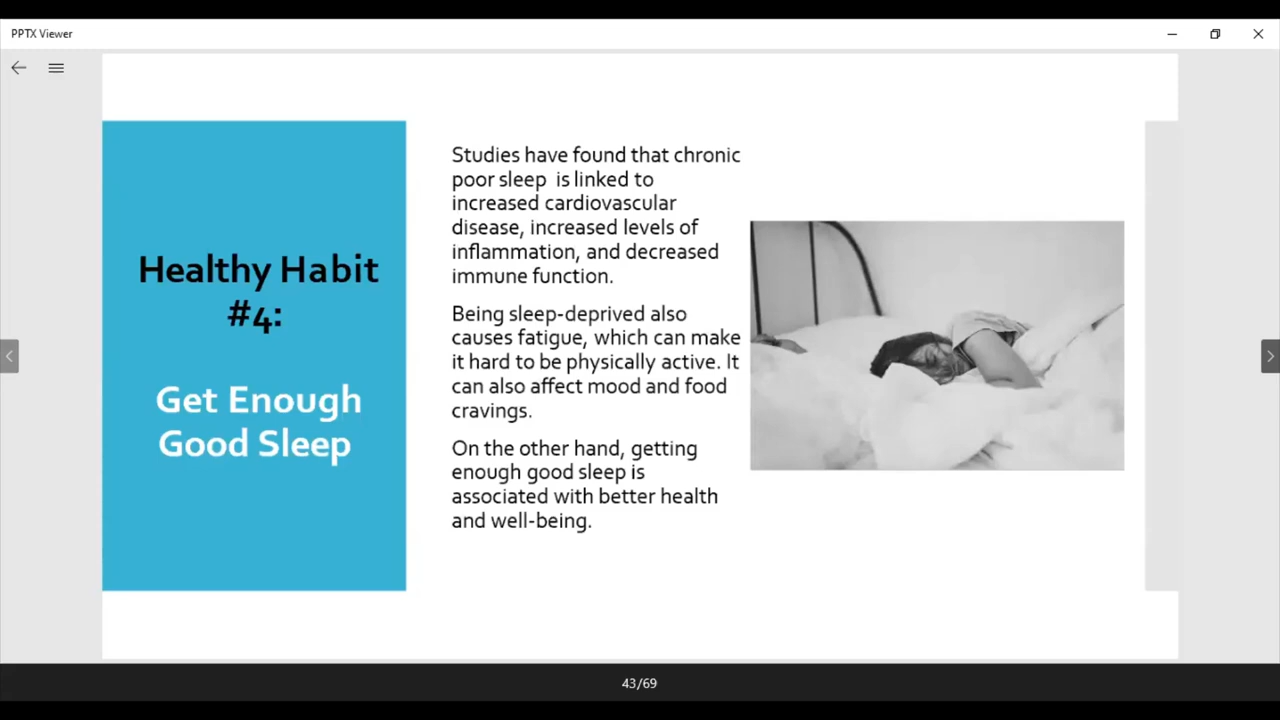 PPTX Viewer
Healthy Habit
#4:
Get Enough
Good Sleep
Studies have found that chronic
poor sleep  is linked to
increased cardiovascular
disease, increased levels of
inflammation, and decreased
immune function.
Being sleep-deprived also
causes fatigue, which can make
it hard to be physically active. It
can also affect mood and food
cravings.
On the other hand, getting
enough good sleep is
associated with better health
and well-being.
43/69